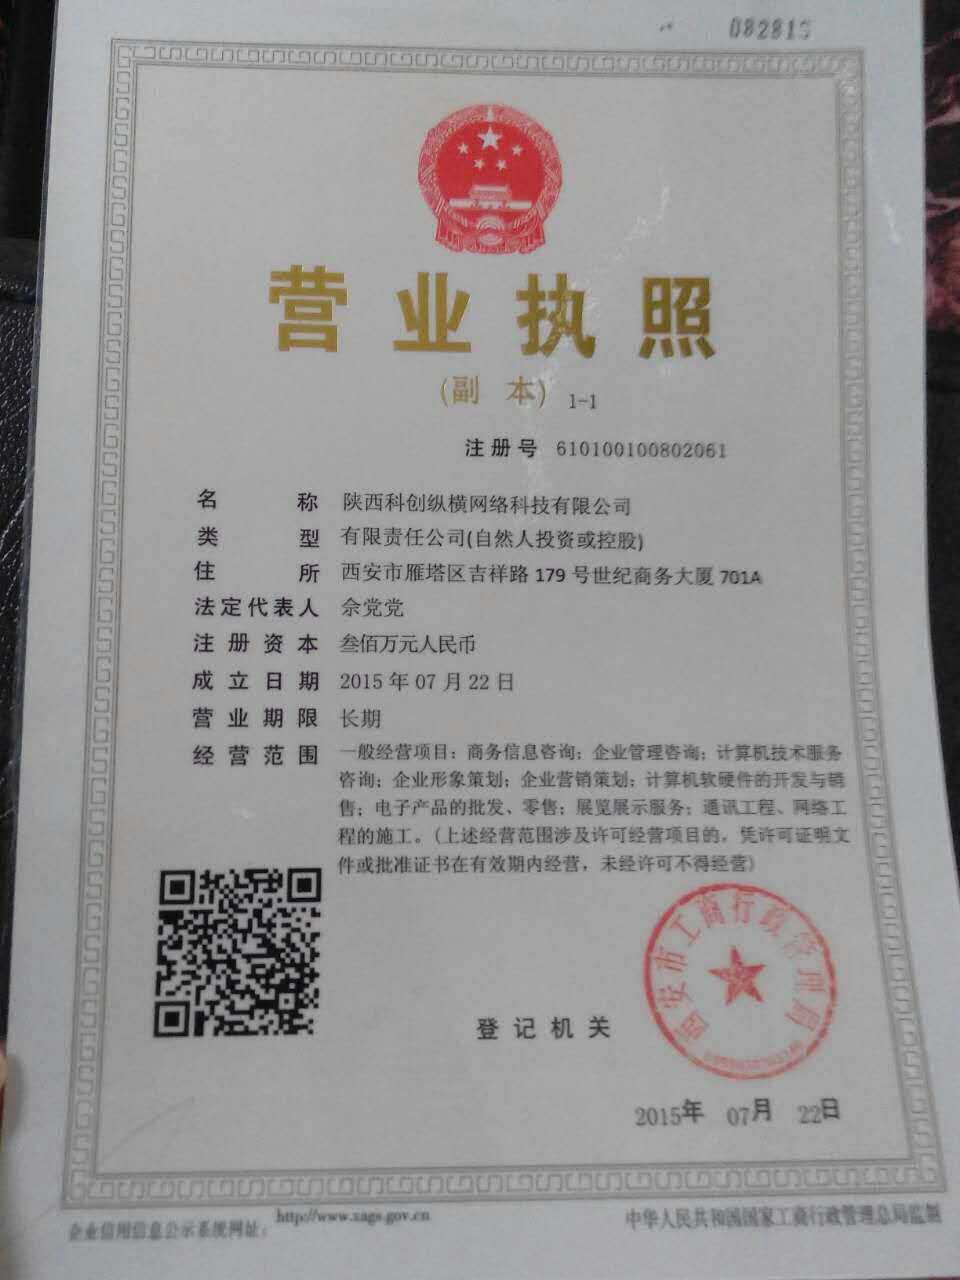 082815
营业执照
(副 本) 1-1
注册号 610100100802061
名 称 陕西科创纵横网络科技有限公司
类 型 有限责任公司(自然人投资或控股)
住 所 西安市雁塔区吉祥路179号世纪商务大厦701A
法定代表人 佘党党
注册资本 叁佰万元人民币
成立日期 2015年07月22日
营业期限 长期
经营范围 一般经营项目：商务信息咨询；企业管理咨询；计算机技术服务
咨询；企业形象策划；企业营销策划；计算机软硬件的开发与销
售；电子产品的批发、零售；展览展示服务；通讯工程、网络工
程的施工。(上述经营范围涉及许可经营项目的，凭许可证明文
件或批准证书在有效期内经营，未经许可不得经营)
西安市工商行政管理局
登记机关
2015年 07月 22日
企业信用信息公示系统网址： http://www.xags.gov.cn
中华人民共和国国家工商行政管理总局监制